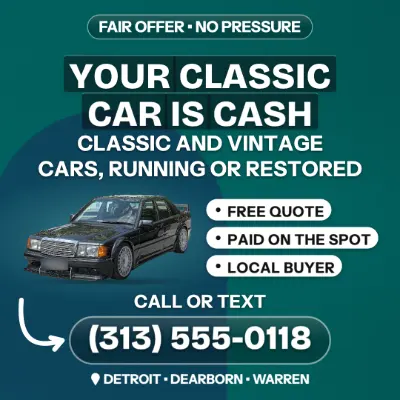 FAIR OFFER • NO PRESSURE
YOUR CLASSIC
CAR IS CASH
CLASSIC AND VINTAGE
CARS, RUNNING OR RESTORED
• FREE QUOTE
• PAID ON THE SPOT
• LOCAL BUYER
CALL OR TEXT
(313) 555-0118
DETROIT • DEARBORN • WARREN